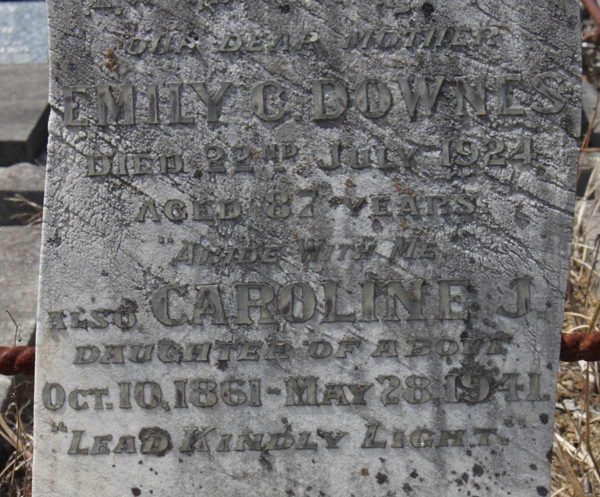 OUR DEAR MOTHER
EMILY C. DOWNES
DIED 22ND JULY 1924
AGED 87 YEARS
"ABIDE WITH ME"
ALSO CAROLINE J.
DAUGHTER OF ABOVE
OCT. 10, 1861 - MAY 28, 1941.
"LEAD KINDLY LIGHT."